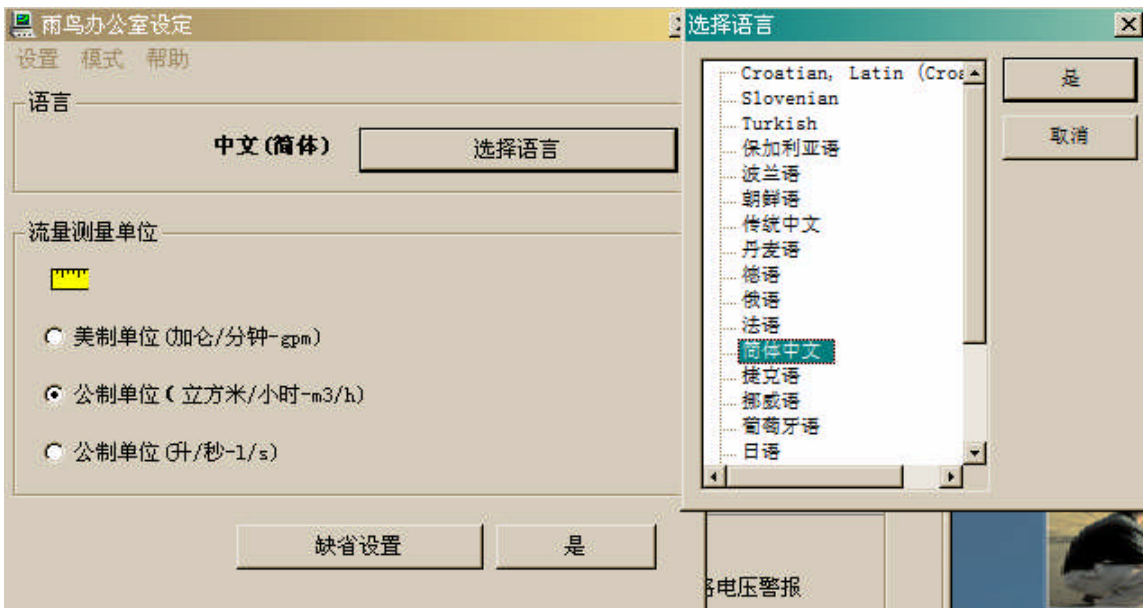 雨鸟办公室设定
设置 模式 帮助
语言
中文(简体)
选择语言
流量测量单位
美制单位(加仑/分钟-gpm)
公制单位(立方米/小时-m3/h)
公制单位(升/秒-l/s)
缺省设置
是
选择语言
Croatian, Latin (Croa
Slovenian
Turkish
保加利亚语
波兰语
朝鲜语
传统中文
丹麦语
德语
俄语
法语
简体中文
捷克语
挪威语
葡萄牙语
日语
是
取消
电压警报